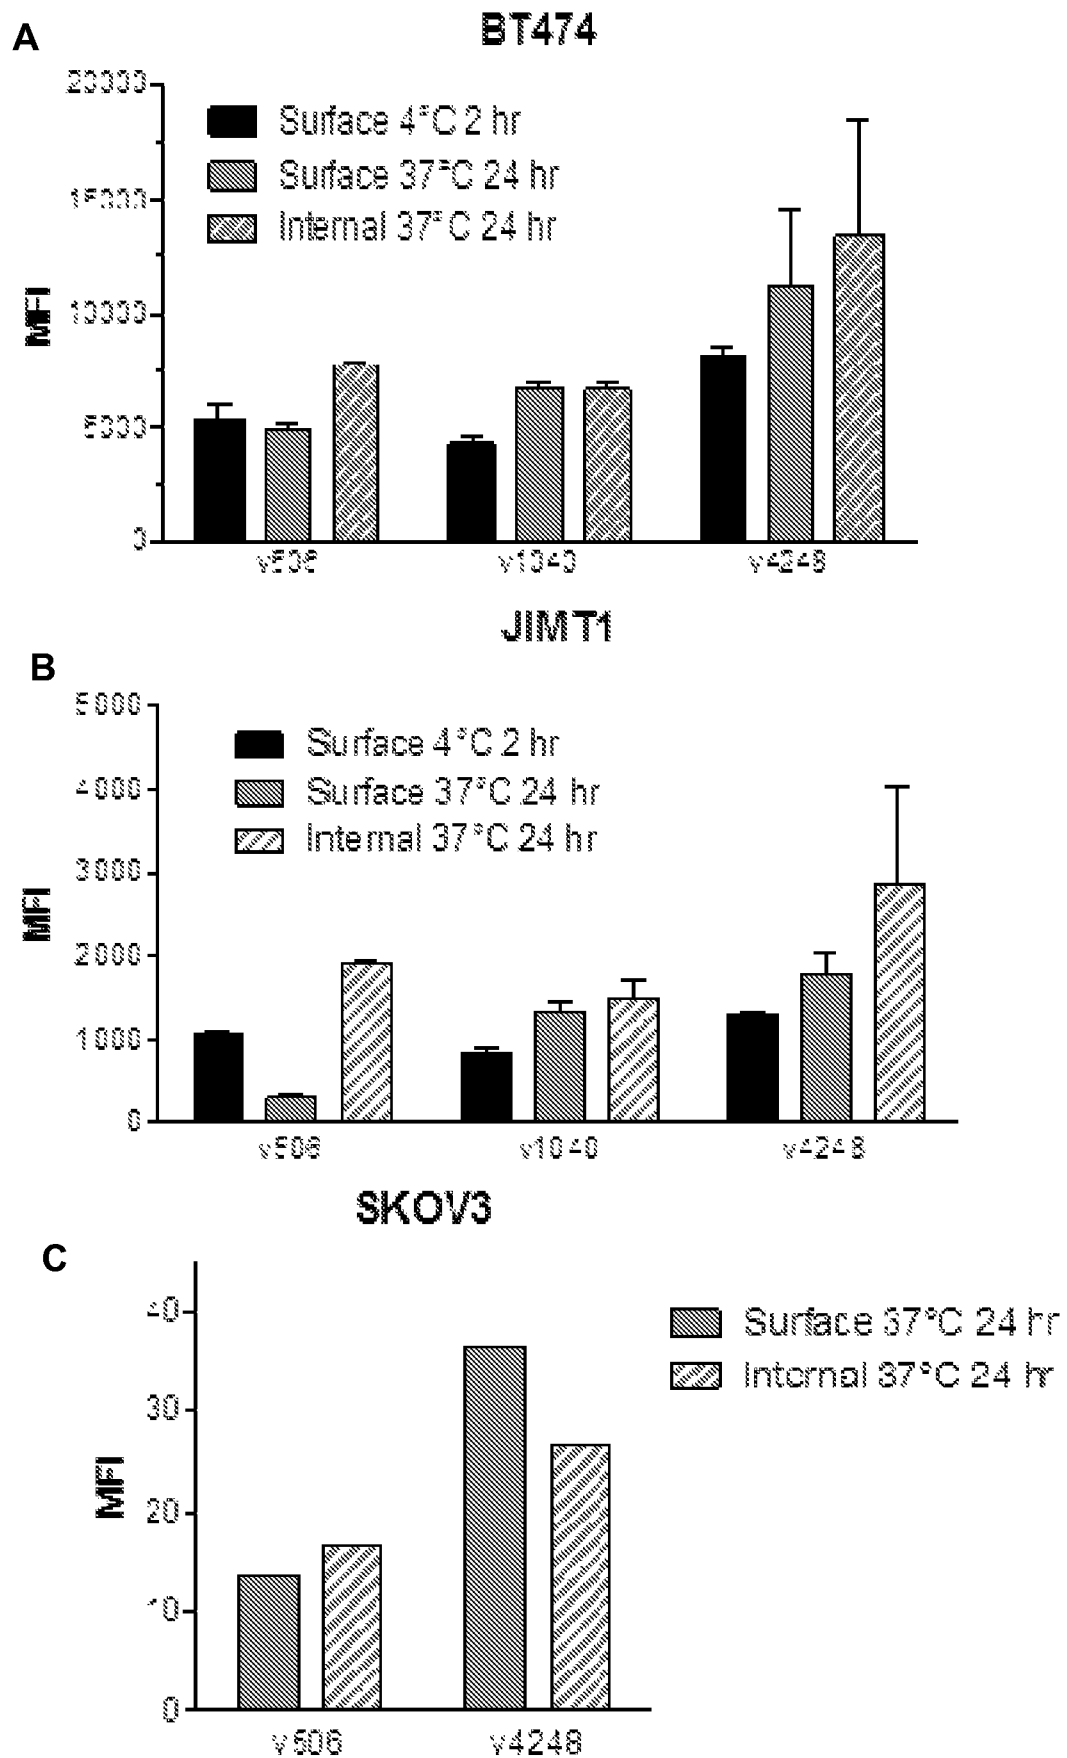 A
BT474
20000
15000
10000
5000
0
MFI
Surface 4°C 2 hr
Surface 37°C 24 hr
Internal 37°C 24 hr
v506
v1040
v4248
JIMT1
B
5000
4000
3000
2000
1000
0
MFI
Surface 4°C 2 hr
Surface 37°C 24 hr
Internal 37°C 24 hr
v506
v1040
v4248
SKOV3
C
40
30
20
10
0
MFI
Surface 37°C 24 hr
Internal 37°C 24 hr
v506
v4248